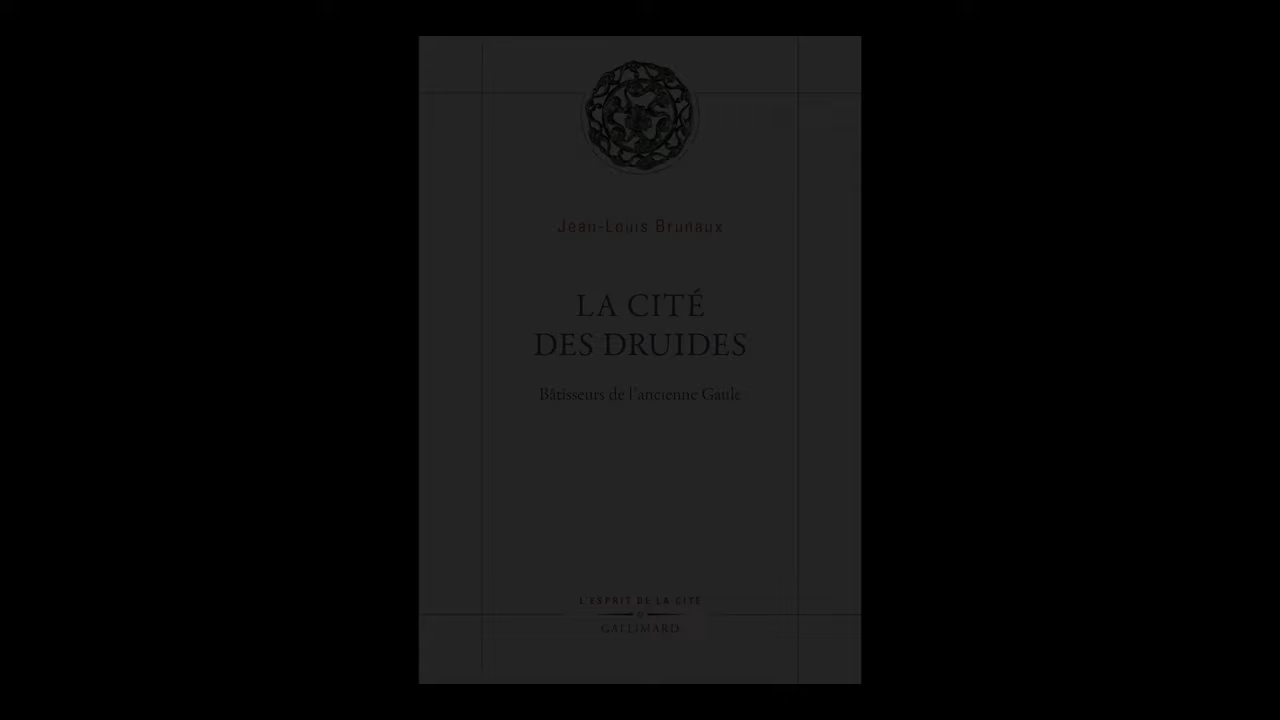 Jean-Louis Brunaux
LA CITÉ
DES DRUIDES
Bâtisseurs de l'ancienne Gaule
L'ESPRIT DE LA CITÉ
GALLIMARD